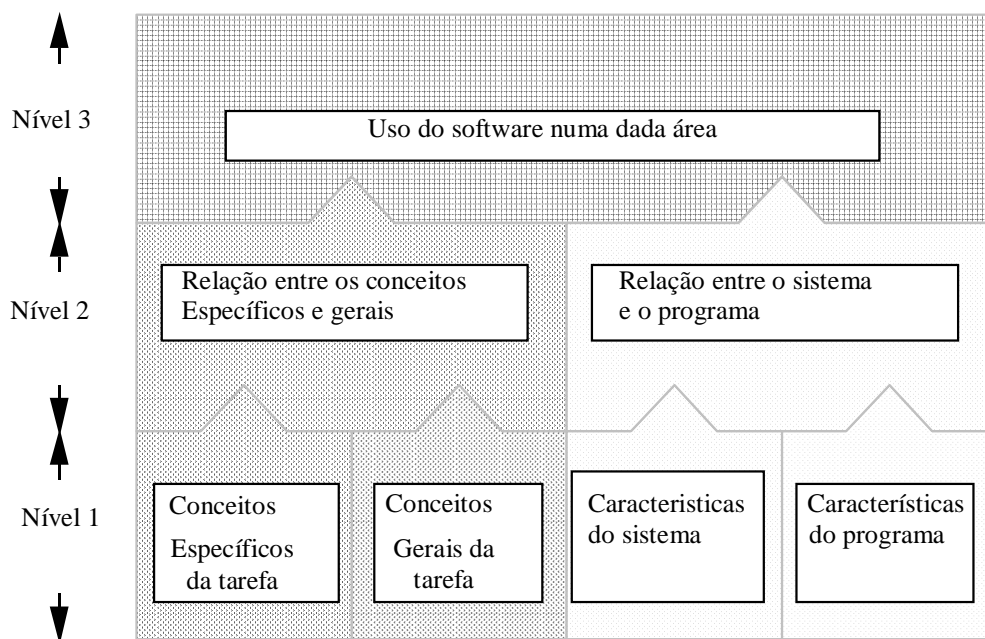 Nível 3
Uso do software numa dada área
Nível 2
Relação entre os conceitos
Específicos e gerais
Relação entre o sistema
e o programa
Nível 1
Conceitos
Específicos
da tarefa
Conceitos
Gerais da
tarefa
Caracteristicas
do sistema
Características
do programa